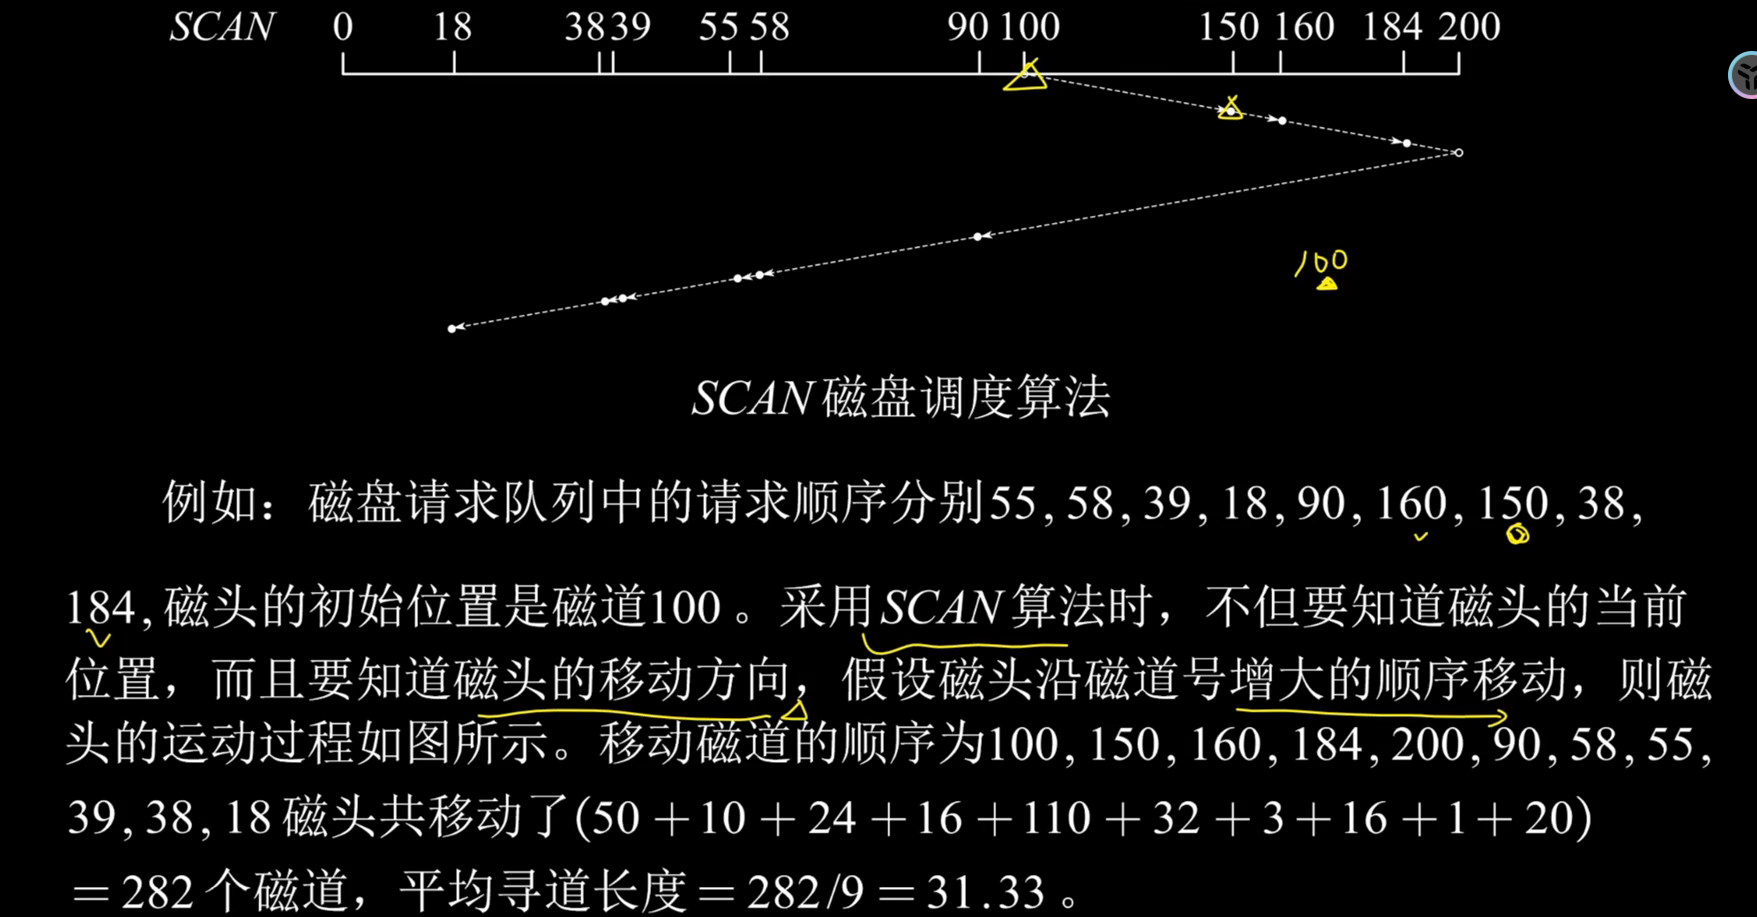 SCAN 0 18 38 39 55 58 90 100 150 160 184 200
100
SCAN磁盘调度算法
例如：磁盘请求队列中的请求顺序分别55，58，39，18，90，160，150，38，
184，磁头的初始位置是磁道100。采用SCAN算法时，不但要知道磁头的当前
位置，而且要知道磁头的移动方向，假设磁头沿磁道号增大的顺序移动，则磁
头的运动过程如图所示。移动磁道的顺序为100，150，160，184，200，90，58，55，
39，38，18磁头共移动了(50＋10＋24＋16＋110＋32＋3＋16＋1＋20)
＝282个磁道，平均寻道长度＝282/9＝31.33。